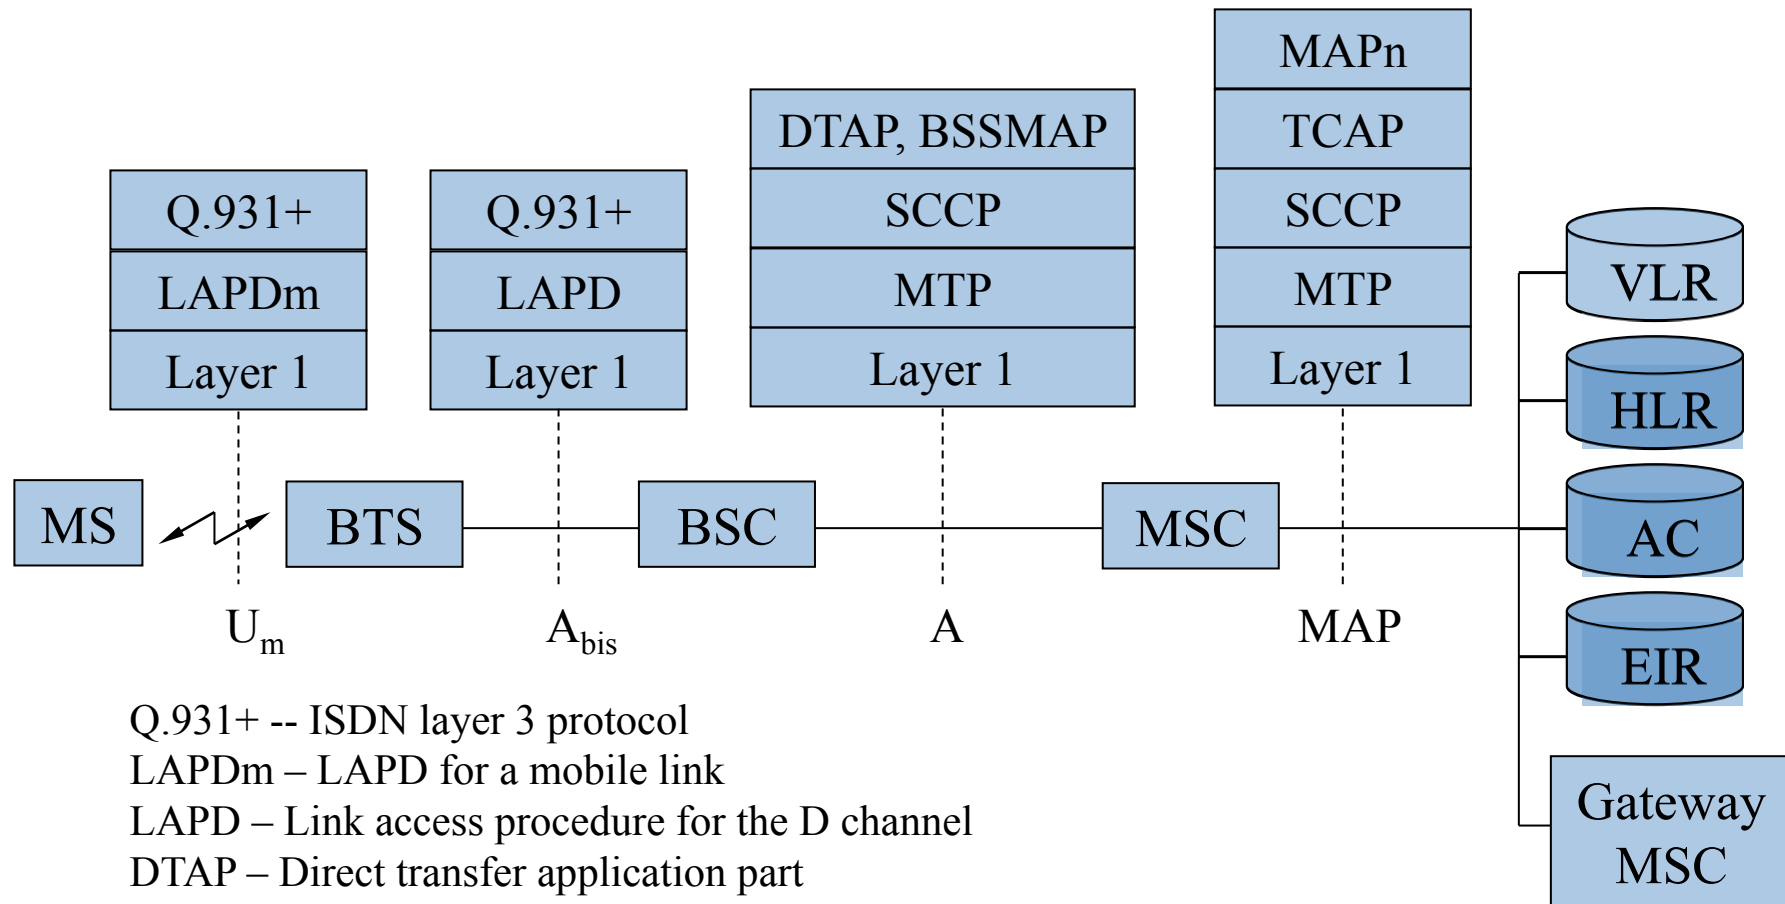 MAPn
DTAP, BSSMAP
TCAP
Q.931+
Q.931+
SCCP
SCCP
LAPDm
LAPD
MTP
MTP
Layer 1
Layer 1
Layer 1
Layer 1
VLR
HLR
AC
EIR
Gateway
MSC
MS
BTS
BSC
MSC
Um
Abis
A
MAP
Q.931+ -- ISDN layer 3 protocol
LAPDm – LAPD for a mobile link
LAPD – Link access procedure for the D channel
DTAP – Direct transfer application part